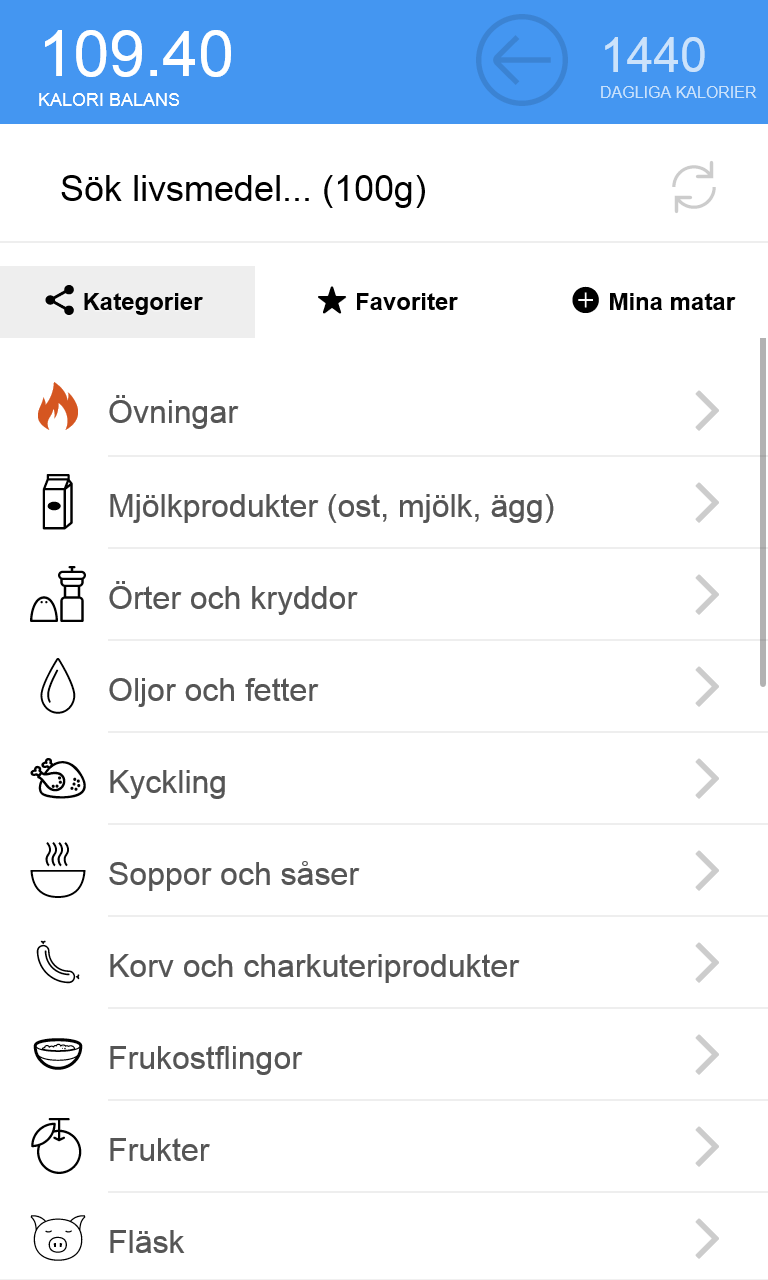 109.40
KALORI BALANS
1440
DAGLIGA KALORIER
Sök livsmedel... (100g)
Kategorier
Favoriter
Mina matar
Övningar
Mjölkprodukter (ost, mjölk, ägg)
Örter och kryddor
Oljor och fetter
Kyckling
Soppor och såser
Korv och charkuteriprodukter
Frukostflingor
Frukter
Fläsk